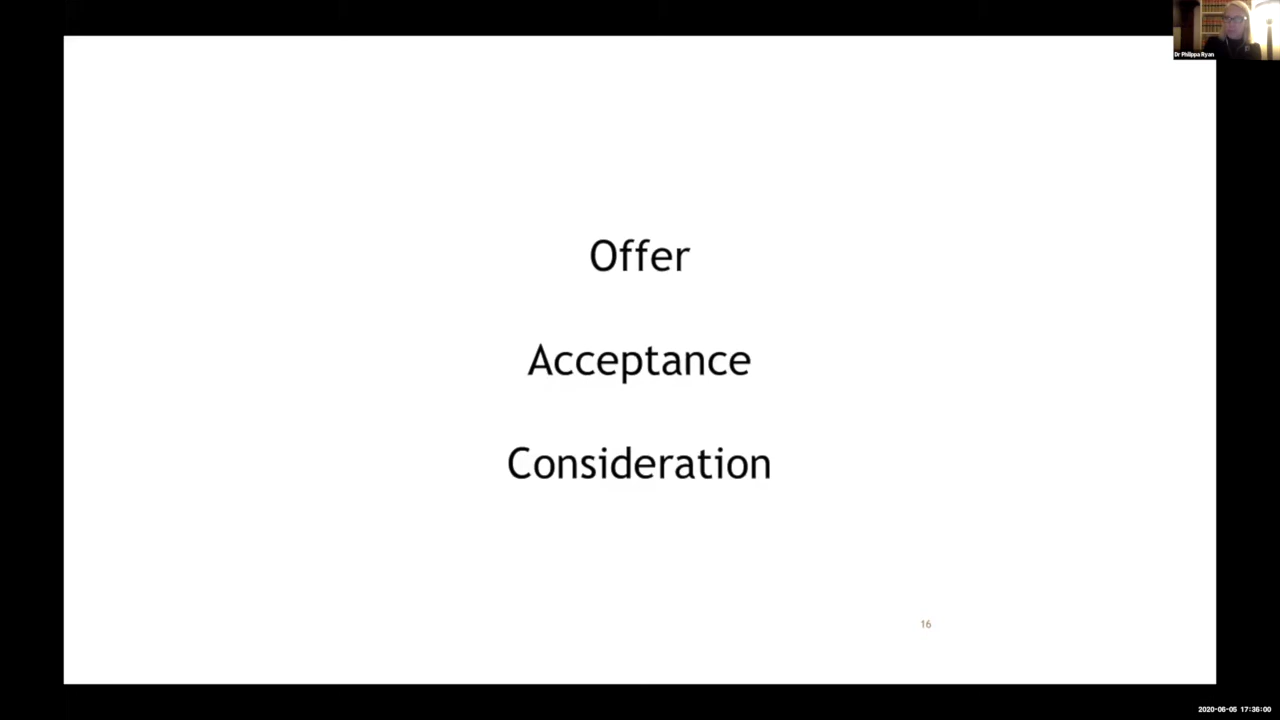 Dr Philippa Ryan
Offer
Acceptance
Consideration
16
2020-06-05 17:36:00